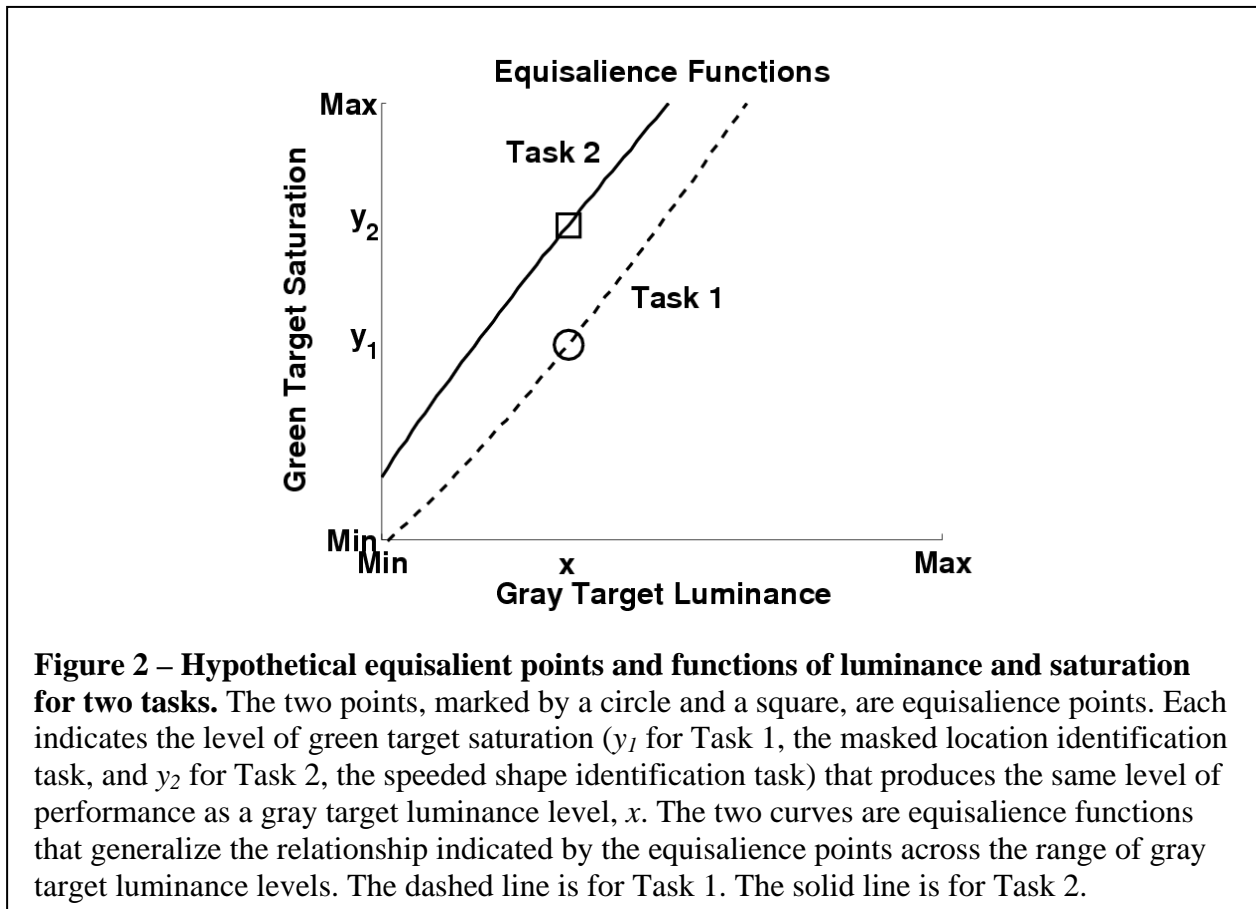 Equisalience Functions
Max
Task 2
y2
Task 1
y1
Green Target Saturation
Min
Min x Max
Gray Target Luminance
Figure 2 – Hypothetical equisalient points and functions of luminance and saturation
for two tasks. The two points, marked by a circle and a square, are equisalience points. Each
indicates the level of green target saturation (y1 for Task 1, the masked location identification
task, and y2 for Task 2, the speeded shape identification task) that produces the same level of
performance as a gray target luminance level, x. The two curves are equisalience functions
that generalize the relationship indicated by the equisalience points across the range of gray
target luminance levels. The dashed line is for Task 1. The solid line is for Task 2.